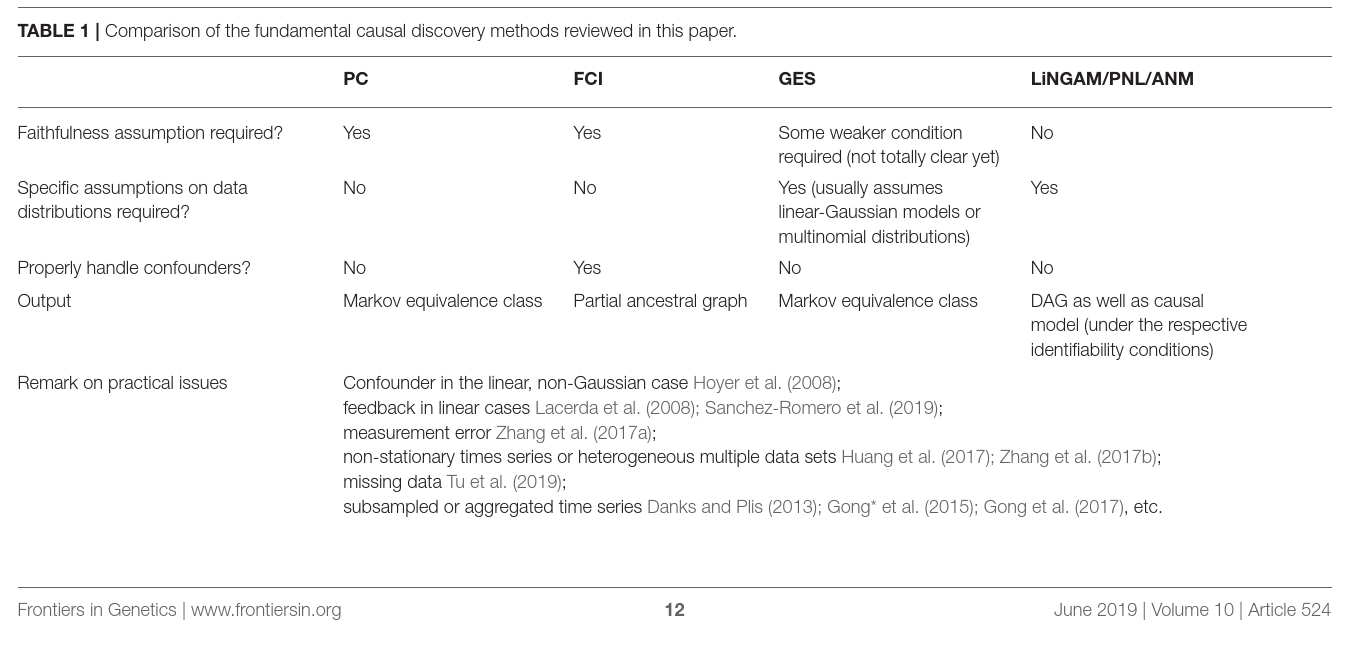 TABLE 1 | Comparison of the fundamental causal discovery methods reviewed in this paper.
PC FCI GES LiNGAM/PNL/ANM
Faithfulness assumption required? Yes Yes Some weaker condition No
required (not totally clear yet)
Specific assumptions on data No No Yes (usually assumes Yes
distributions required? linear-Gaussian models or
multinomial distributions)
Properly handle confounders? No Yes No No
Output Markov equivalence class Partial ancestral graph Markov equivalence class DAG as well as causal
model (under the respective
identifiability conditions)
Remark on practical issues Confounder in the linear, non-Gaussian case Hoyer et al. (2008);
feedback in linear cases Lacerda et al. (2008); Sanchez-Romero et al. (2019);
measurement error Zhang et al. (2017a);
non-stationary times series or heterogeneous multiple data sets Huang et al. (2017); Zhang et al. (2017b);
missing data Tu et al. (2019);
subsampled or aggregated time series Danks and Plis (2013); Gong* et al. (2015); Gong et al. (2017), etc.
Frontiers in Genetics | www.frontiersin.org 12 June 2019 | Volume 10 | Article 524